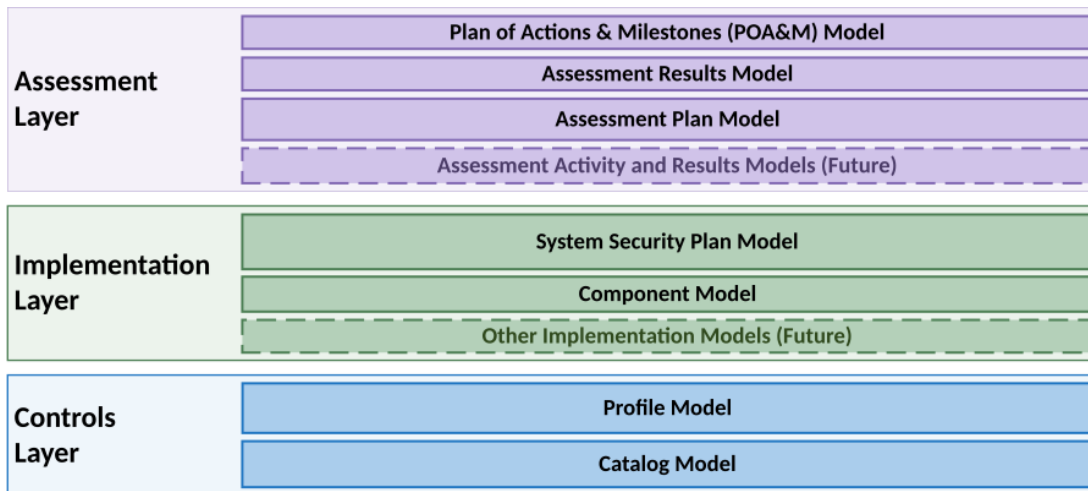 Assessment
Layer
Plan of Actions & Milestones (POA&M) Model
Assessment Results Model
Assessment Plan Model
Assessment Activity and Results Models (Future)
Implementation
Layer
System Security Plan Model
Component Model
Other Implementation Models (Future)
Controls
Layer
Profile Model
Catalog Model